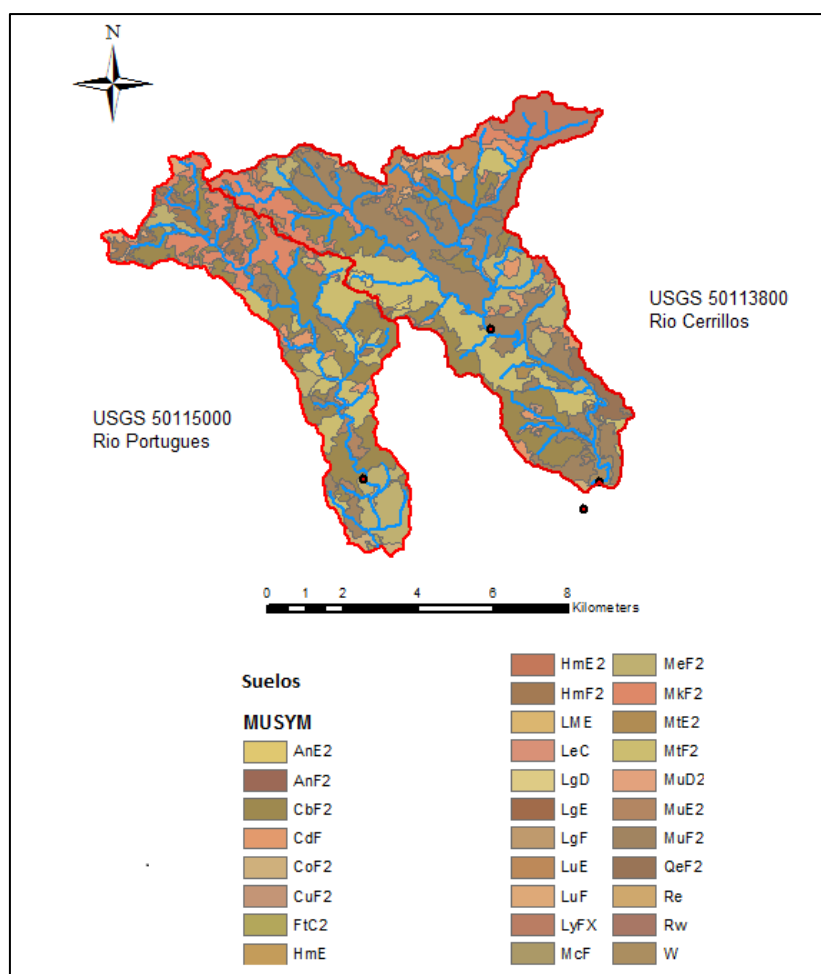 N
USGS 50113800
Rio Cerrillos
USGS 50115000
Rio Portugues
0 1 2 4 6 8
Kilometers
Suelos
MUSYM
AnE2
AnF2
CbF2
CdF
CoF2
CuF2
FtC2
HmE
HmE2
HmF2
LME
LeC
LgD
LgE
LgF
LuE
LuF
LyFX
McF
MeF2
MkF2
MtE2
MtF2
MuD2
MuE2
MuF2
QeF2
Re
Rw
W